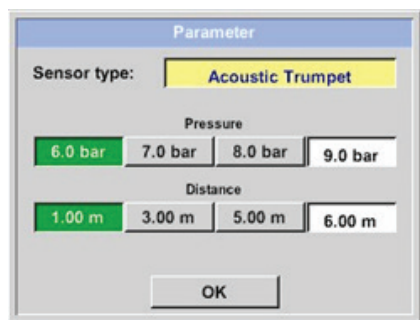 Parameter
Sensor type: Acoustic Trumpet
Pressure
6.0 bar 7.0 bar 8.0 bar 9.0 bar
Distance
1.00 m 3.00 m 5.00 m 6.00 m
OK